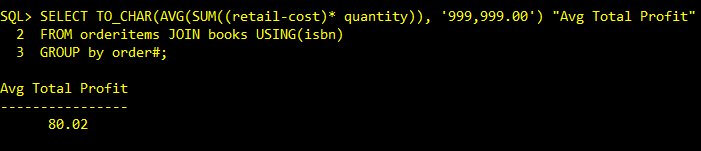 SQL> SELECT TO_CHAR(AVG(SUM((retail-cost)* quantity)), '999,999.00') "Avg Total Profit"
2 FROM orderitems JOIN books USING(isbn)
3 GROUP by order#;
Avg Total Profit
----------------
80.02